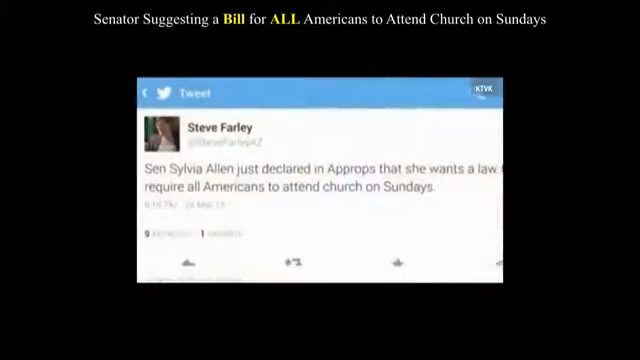 Senator Suggesting a Bill for ALL Americans to Attend Church on Sundays
KTVK
Tweet
Steve Farley
@SteveFarleyAZ
Sen Sylvia Allen just declared in Approps that she wants a law
require all Americans to attend church on Sundays.
9 1